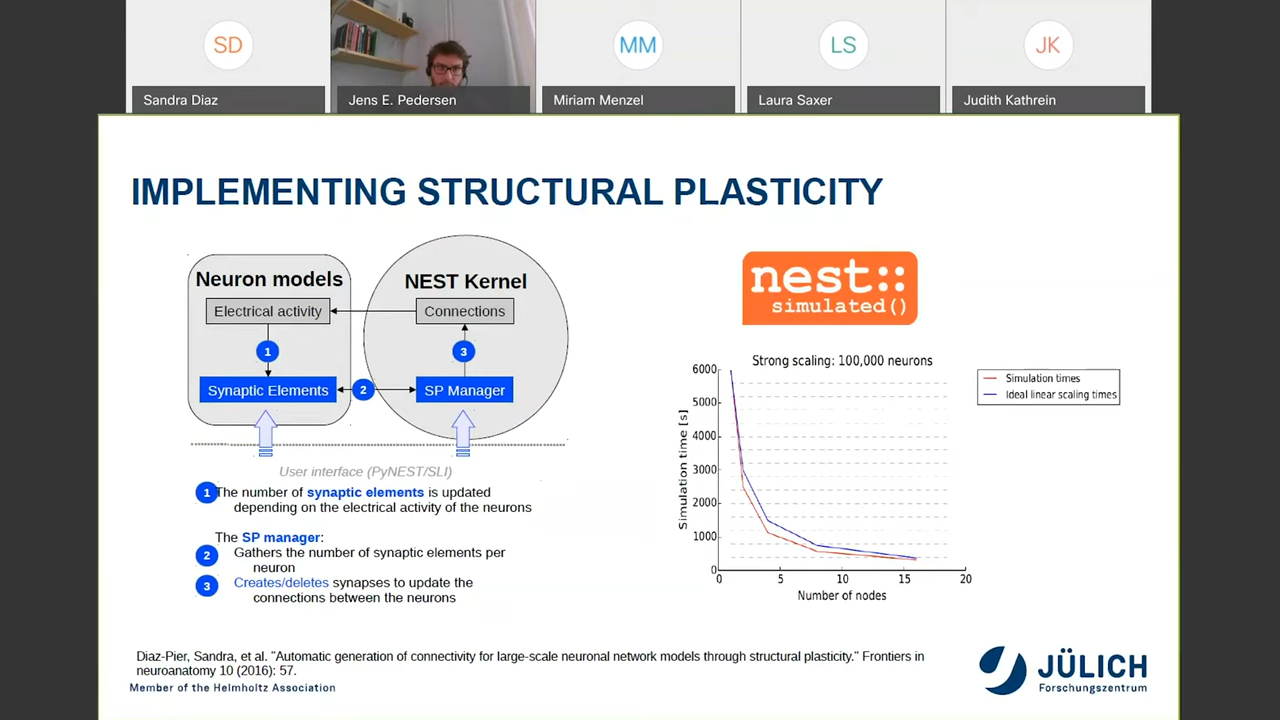 SD
MM
LS
JK
Sandra Diaz
Jens E. Pedersen
Miriam Menzel
Laura Saxer
Judith Kathrein
IMPLEMENTING STRUCTURAL PLASTICITY
Neuron models
Electrical activity
1
Synaptic Elements
2
NEST Kernel
Connections
3
SP Manager
User interface (PyNEST/SLI)
1 The number of synaptic elements is updated
depending on the electrical activity of the neurons
The SP manager:
2 Gathers the number of synaptic elements per
neuron
3 Creates/deletes synapses to update the
connections between the neurons
nest::
simulated()
Strong scaling: 100,000 neurons
Simulation time [s]
6000
5000
4000
3000
2000
1000
0
0 5 10 15 20
Number of nodes
Simulation times
Ideal linear scaling times
Diaz-Pier, Sandra, et al. "Automatic generation of connectivity for large-scale neuronal network models through structural plasticity." Frontiers in
neuroanatomy 10 (2016): 57.
Member of the Helmholtz Association
JÜLICH
Forschungszentrum